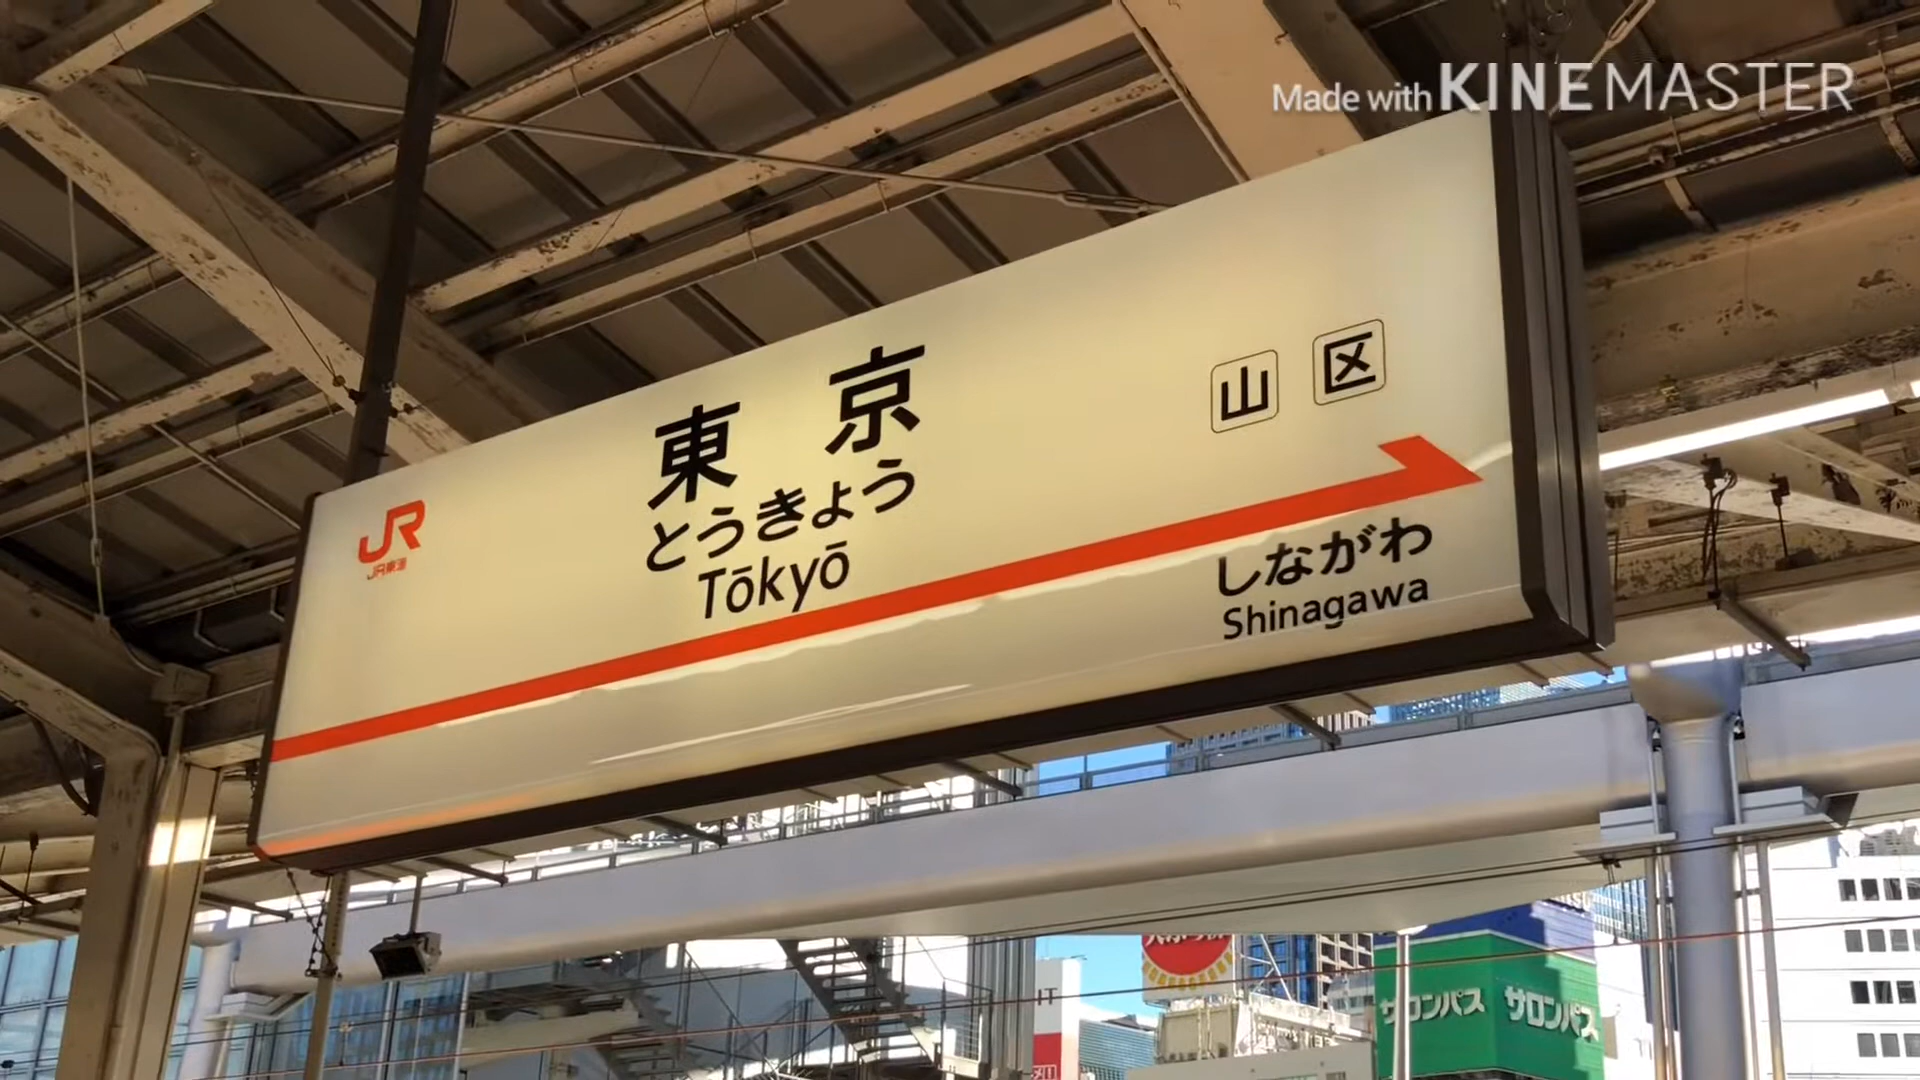 Made with KINEMASTER
東京
とうきょう
Tōkyō
山 区
JR
JR東海
しながわ
Shinagawa
サロンパス サロンパス